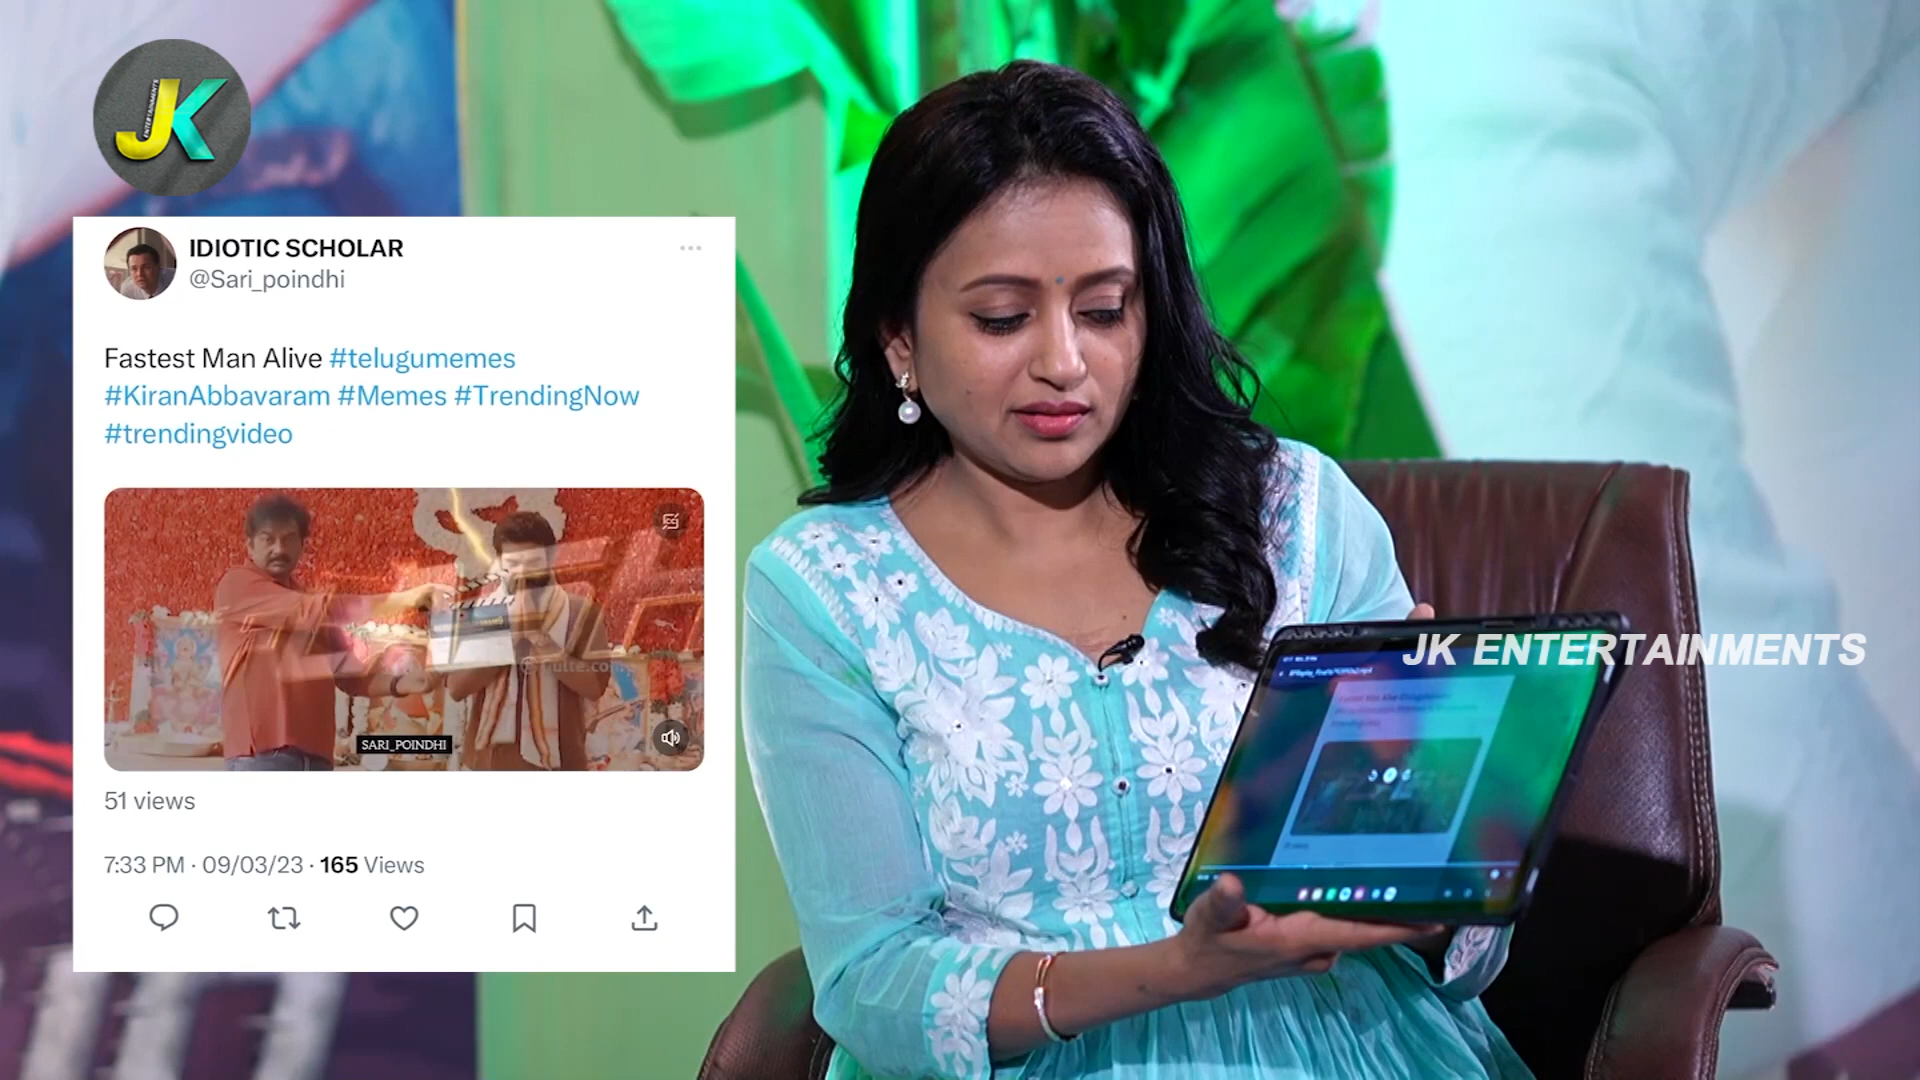 JK
ENTERTAINMENTS
IDIOTIC SCHOLAR
@Sari_poindhi
Fastest Man Alive #telugumemes
#KiranAbbavaram #Memes #TrendingNow
#trendingvideo
SARI_POINDHI
51 views
7:33 PM · 09/03/23 · 165 Views
JK ENTERTAINMENTS